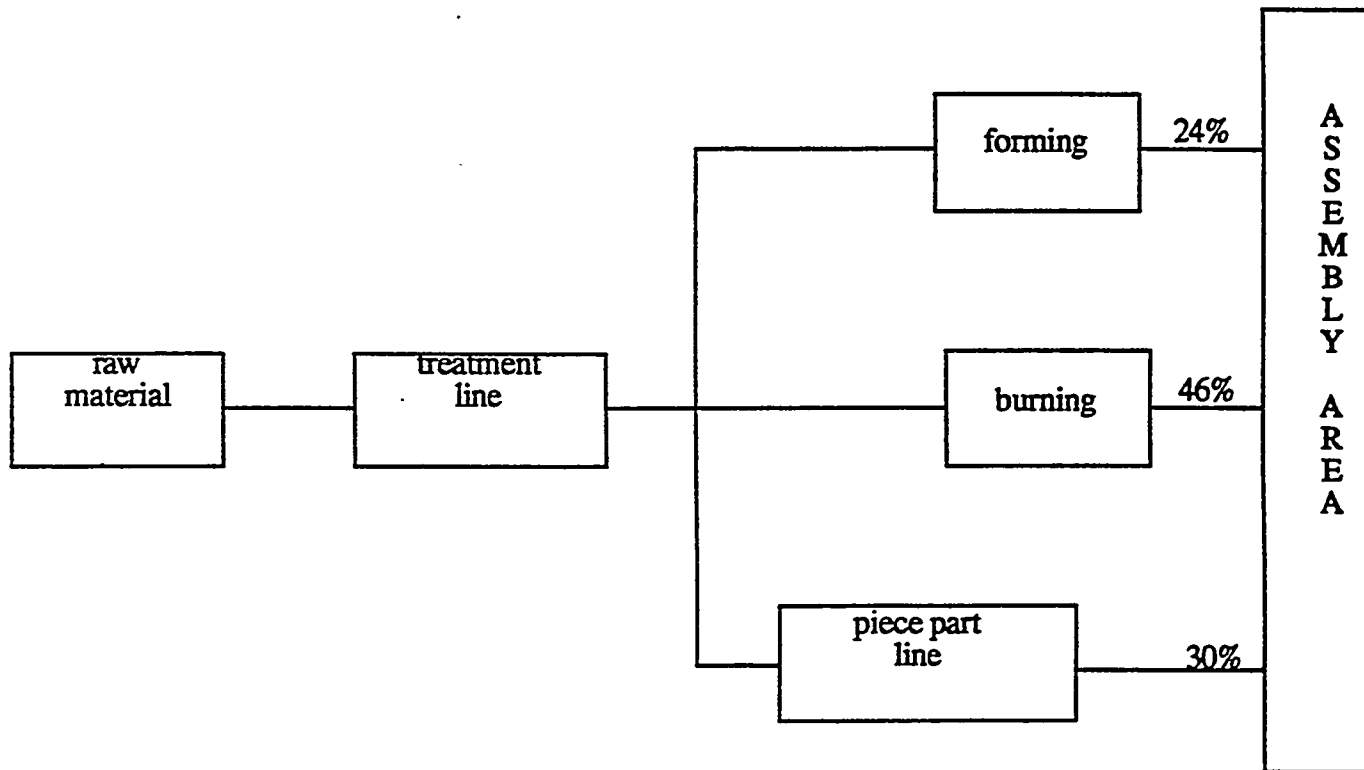 forming
24%
raw
material
treatment
line
burning
46%
piece part
line
30%
A
S
S
E
M
B
L
Y
A
R
E
A